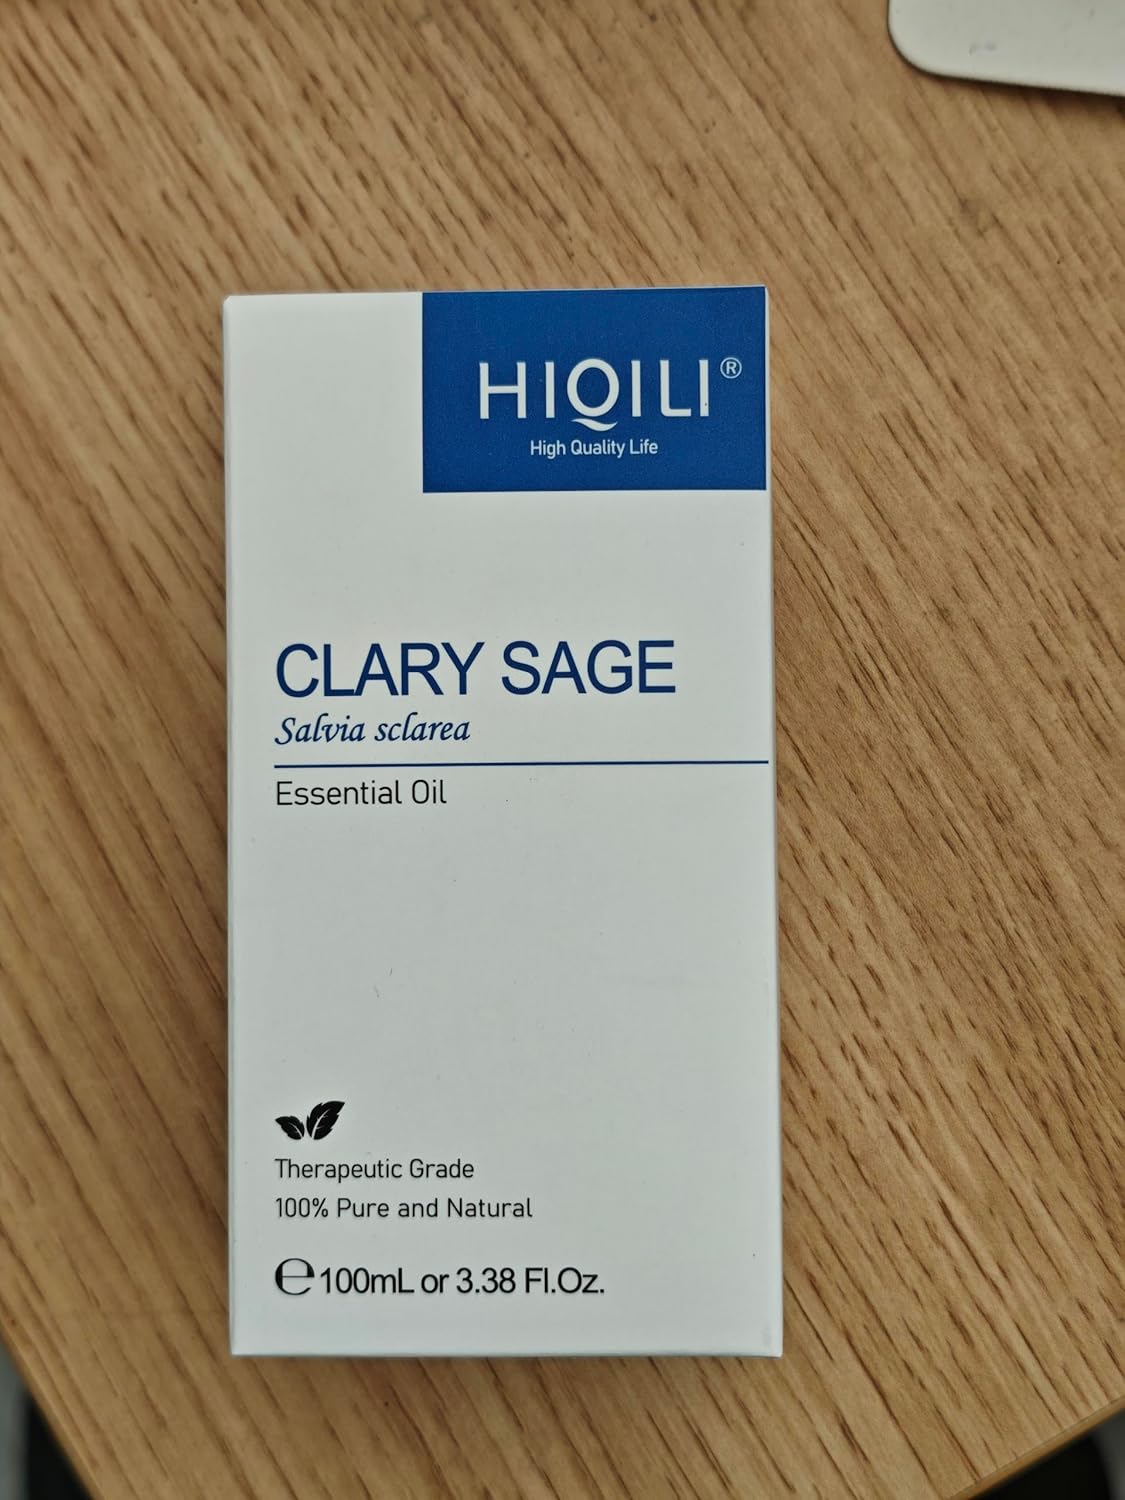 HIQILI®
High Quality Life
CLARY SAGE
Salvia sclarea
Essential Oil
Therapeutic Grade
100% Pure and Natural
℮100mL or 3.38 Fl.Oz.